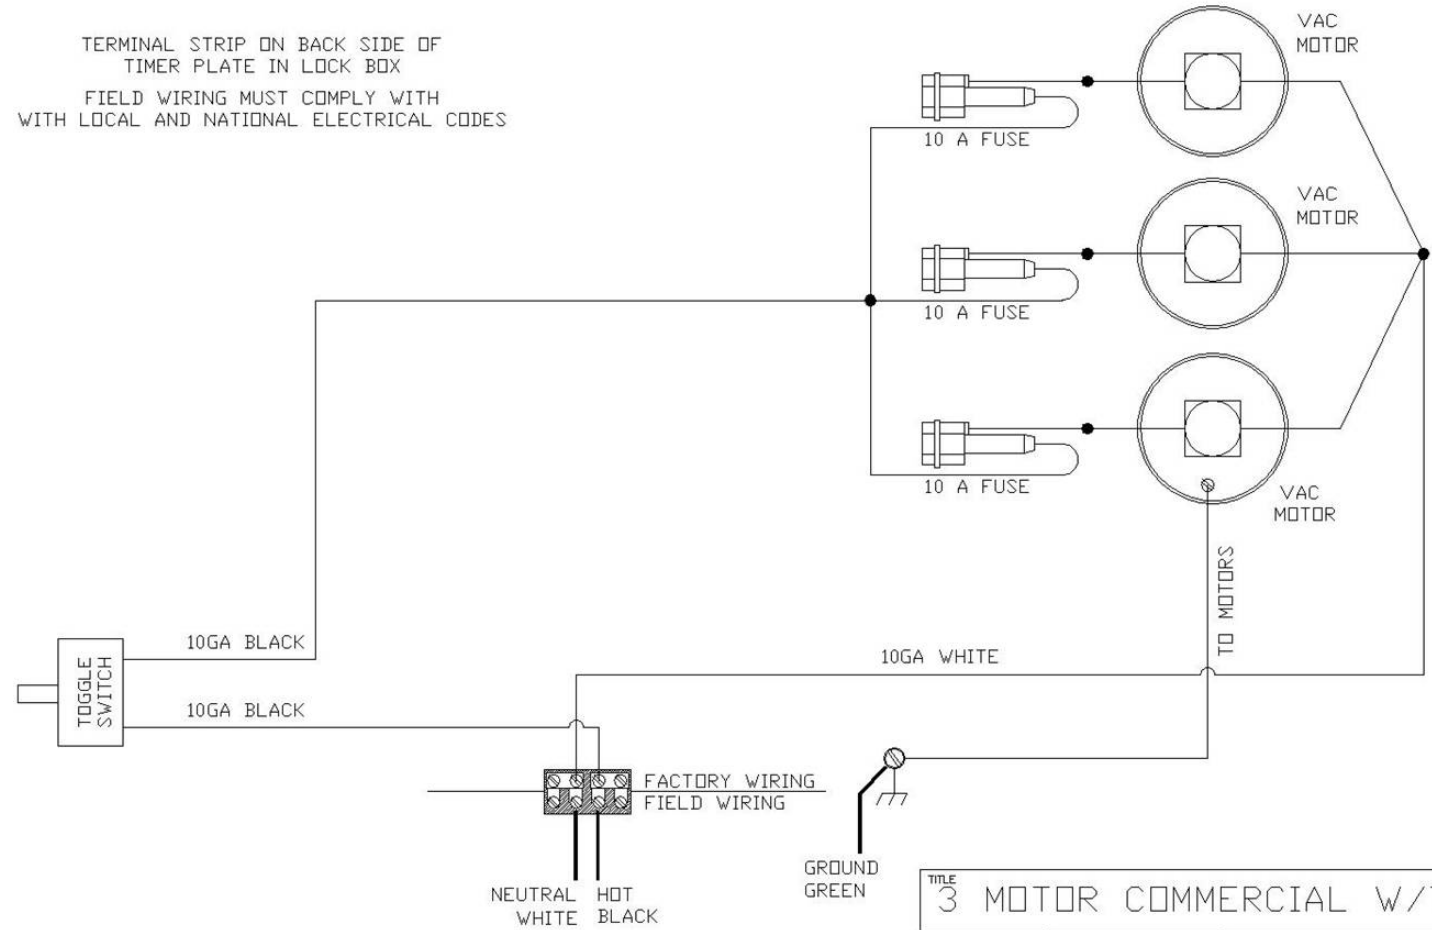 TERMINAL STRIP ON BACK SIDE OF
TIMER PLATE IN LOCK BOX
FIELD WIRING MUST COMPLY WITH
WITH LOCAL AND NATIONAL ELECTRICAL CODES
VAC
MOTOR
10 A FUSE
VAC
MOTOR
10 A FUSE
VAC
MOTOR
10 A FUSE
TO MOTORS
10GA BLACK
TOGGLE
SWITCH
10GA BLACK
10GA WHITE
FACTORY WIRING
FIELD WIRING
NEUTRAL
WHITE
HOT
BLACK
GROUND
GREEN
TITLE
3 MOTOR COMMERCIAL W/